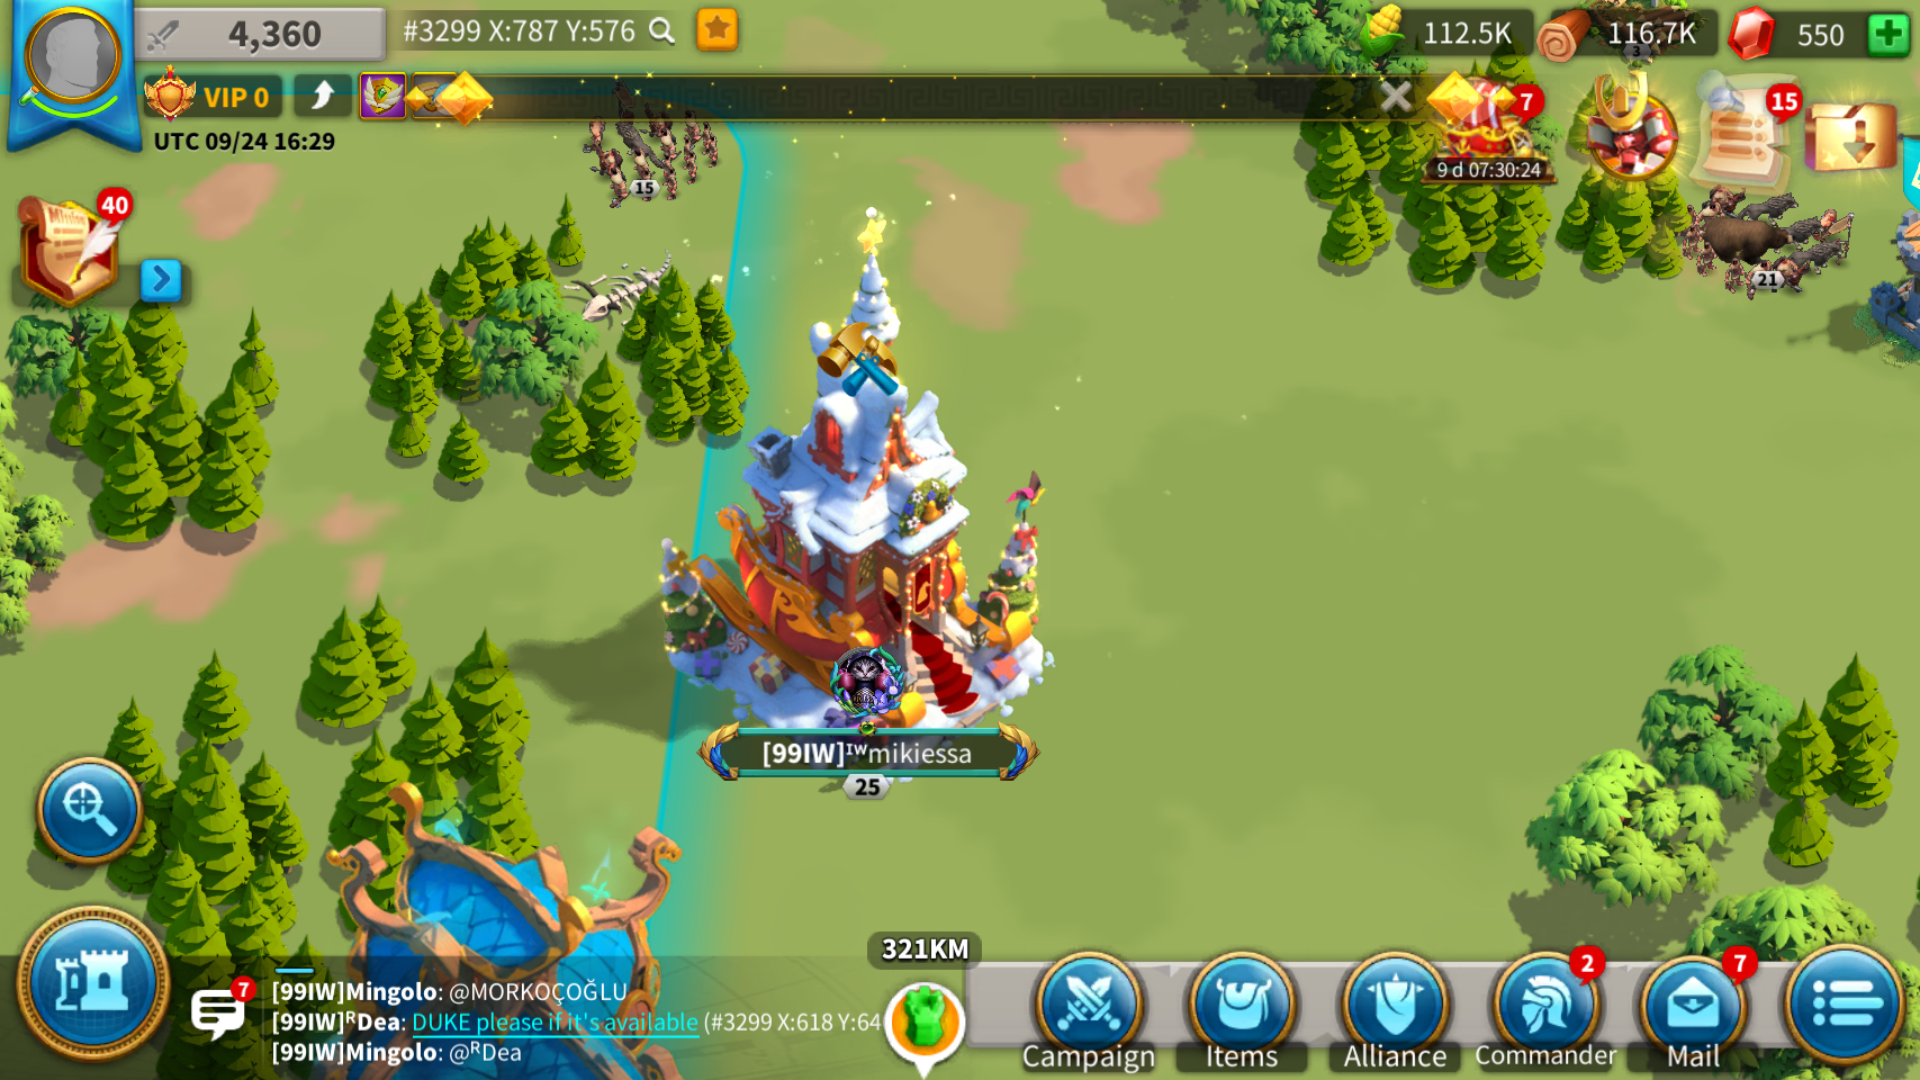 4,360
#3299 X:787 Y:576
112.5K
116.7K
550
3
VIP 0
7
15
UTC 09/24 16:29
9 d 07:30:24
15
40
Mission
21
[99IW]ᴵᵂmikiessa
25
321KM
7
[99IW]Mingolo: @MORKOÇOĞLU
[99IW]ᴿDea: DUKE please if it's available (#3299 X:618 Y:64
[99IW]Mingolo: @ᴿDea
2
7
Campaign
Items
Alliance
Commander
Mail